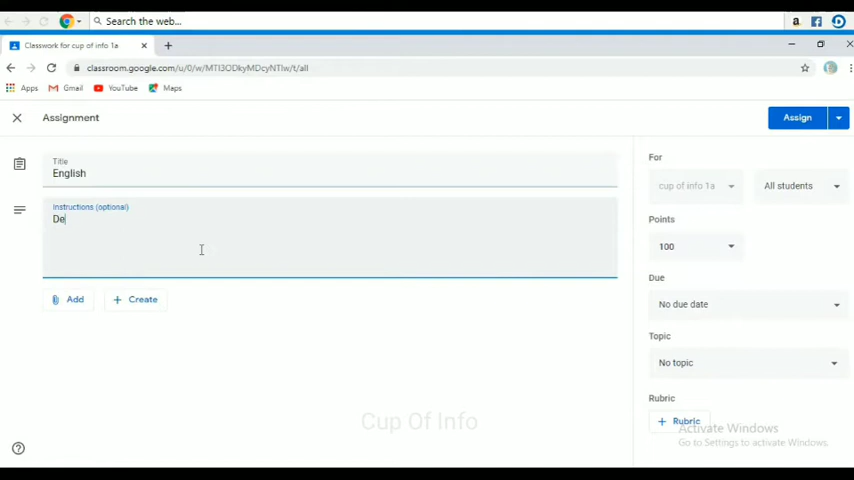 Search the web...
Classwork for cup of info 1a
classroom.google.com/u/0/w/MTI3ODkyMDcyNTIw/t/all
Apps Gmail YouTube Maps
Assignment
Assign
For
Title
English
cup of info 1a All students
Instructions (optional)
De
Points
100
Due
Add Create
No due date
Topic
No topic
Rubric
Rubric
Cup Of Info
Activate Windows
Go to Settings to activate Windows.